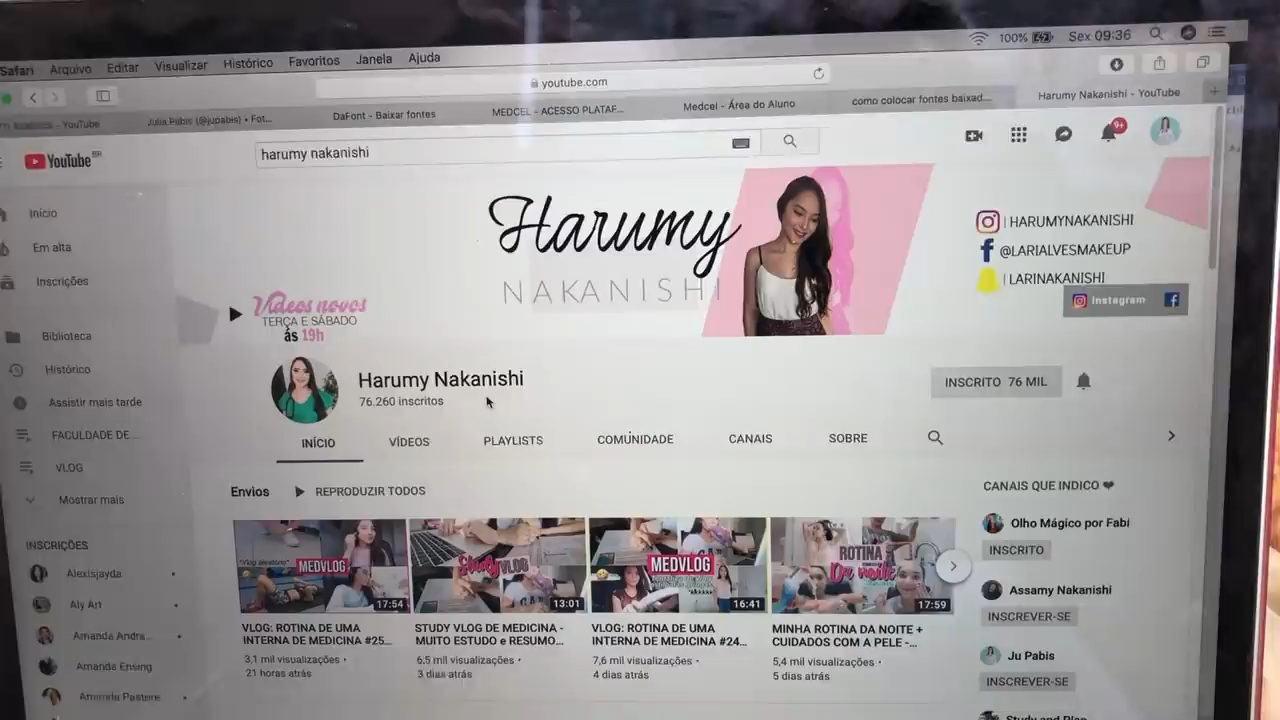 Safari Arquivo Editar Visualizar Histórico Favoritos Janela Ajuda
100% Sex 09:36
youtube.com
YouTube
Julia Pabis (@jupabis) • Fot...
DaFont - Baixar fontes
MEDCEL - ACESSO PLATAF...
Medcel - Área do Aluno
como colocar fontes baixad...
Harumy Nakanishi - YouTube
YouTube BR
harumy nakanishi
9+
Início
Em alta
Inscrições
Biblioteca
Histórico
Assistir mais tarde
FACULDADE DE ...
VLOG
Mostrar mais
INSCRIÇÕES
Alexisjayda
Aly Art
Amanda Andra...
Amanda Ensing
Vídeos novos
TERÇA E SÁBADO
ás 19h
Harumy
NAKANISHI
| HARUMYNAKANISHI
@LARIALVESMAKEUP
| LARINAKANISHI
Instagram
Harumy Nakanishi
76.260 inscritos
INSCRITO 76 MIL
INÍCIO
VÍDEOS
PLAYLISTS
COMUNIDADE
CANAIS
SOBRE
Envios
REPRODUZIR TODOS
MEDVLOG
17:54
VLOG: ROTINA DE UMA
INTERNA DE MEDICINA #25...
3,1 mil visualizações •
21 horas atrás
Study VLOG
13:01
STUDY VLOG DE MEDICINA -
MUITO ESTUDO e RESUMO...
6,5 mil visualizações •
3 dias atrás
MEDVLOG
16:41
VLOG: ROTINA DE UMA
INTERNA DE MEDICINA #24...
7,6 mil visualizações •
4 dias atrás
ROTINA
Da noite
17:59
MINHA ROTINA DA NOITE +
CUIDADOS COM A PELE -...
5,4 mil visualizações •
5 dias atrás
CANAIS QUE INDICO ❤
Olho Mágico por Fabí
INSCRITO
Assamy Nakanishi
INSCREVER-SE
Ju Pabis
INSCREVER-SE